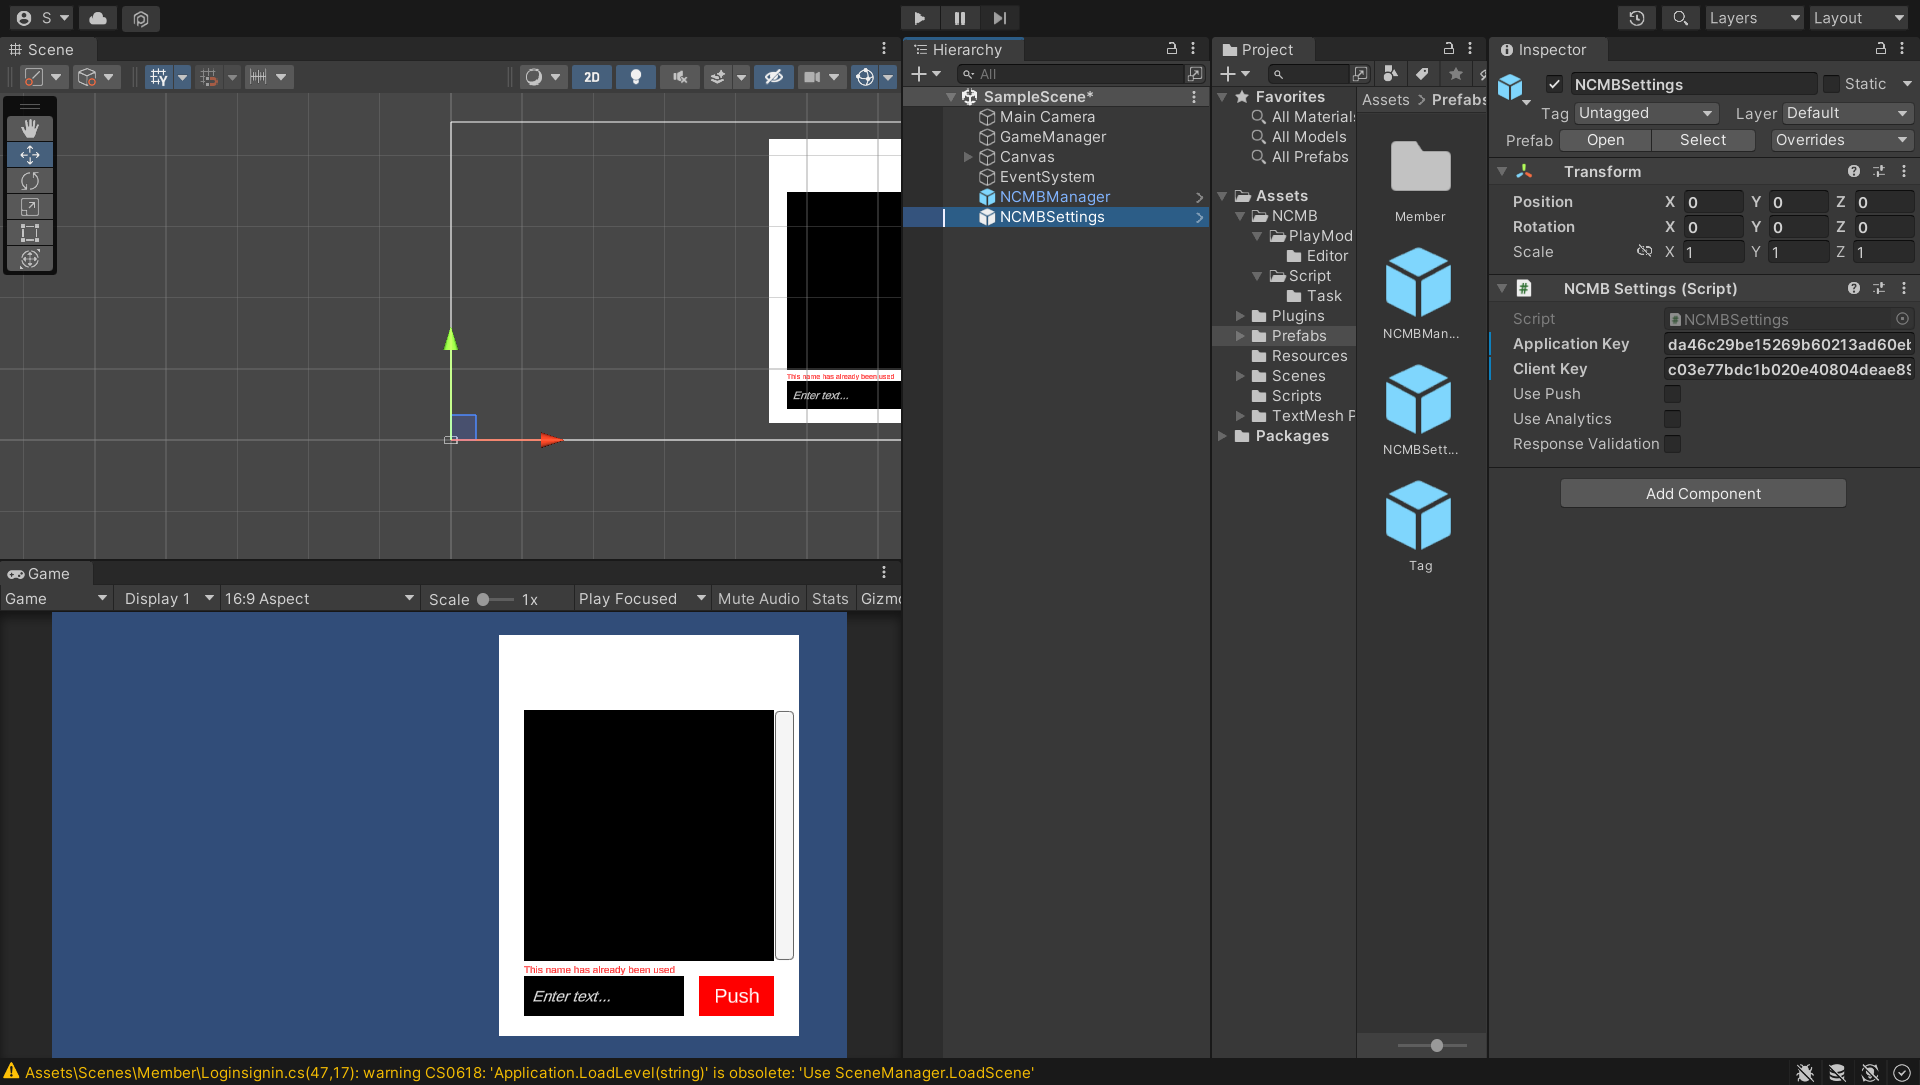 S
Layers
Layout
Scene
2D
Hierarchy
All
SampleScene*
Main Camera
GameManager
Canvas
EventSystem
NCMBManager
NCMBSettings
This name has already been used
Enter text...
Project
Favorites
All Materials
All Models
All Prefabs
Assets
NCMB
PlayMod
Editor
Script
Task
Plugins
Prefabs
Resources
Scenes
Scripts
TextMesh P
Packages
Assets > Prefabs
Member
NCMBMan...
NCMBSett...
Tag
Inspector
NCMBSettings
Static
Tag Untagged Layer Default
Prefab Open Select Overrides
Transform
Position X 0 Y 0 Z 0
Rotation X 0 Y 0 Z 0
Scale X 1 Y 1 Z 1
NCMB Settings (Script)
Script # NCMBSettings
Application Key da46c29be15269b60213ad60eb
Client Key c03e77bdc1b020e40804deae89
Use Push
Use Analytics
Response Validation
Add Component
Game
Game Display 1 16:9 Aspect Scale 1x Play Focused Mute Audio Stats Gizmo
This name has already been used
Enter text...
Push
Assets\Scenes\Member\Loginsignin.cs(47,17): warning CS0618: 'Application.LoadLevel(string)' is obsolete: 'Use SceneManager.LoadScene'